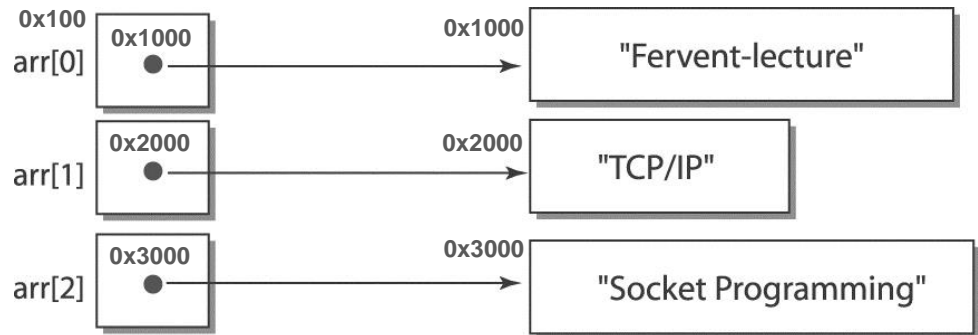 0x100
arr[0] 0x1000 0x1000 "Fervent-lecture"
arr[1] 0x2000 0x2000 "TCP/IP"
arr[2] 0x3000 0x3000 "Socket Programming"